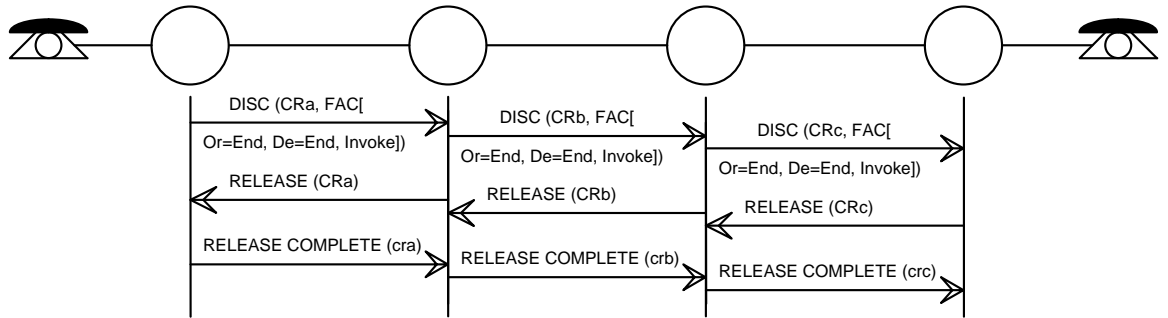 DISC (CRa, FAC[
Or=End, De=End, Invoke])
DISC (CRb, FAC[
Or=End, De=End, Invoke])
DISC (CRc, FAC[
Or=End, De=End, Invoke])
RELEASE (CRa)
RELEASE (CRb)
RELEASE (CRc)
RELEASE COMPLETE (cra)
RELEASE COMPLETE (crb)
RELEASE COMPLETE (crc)